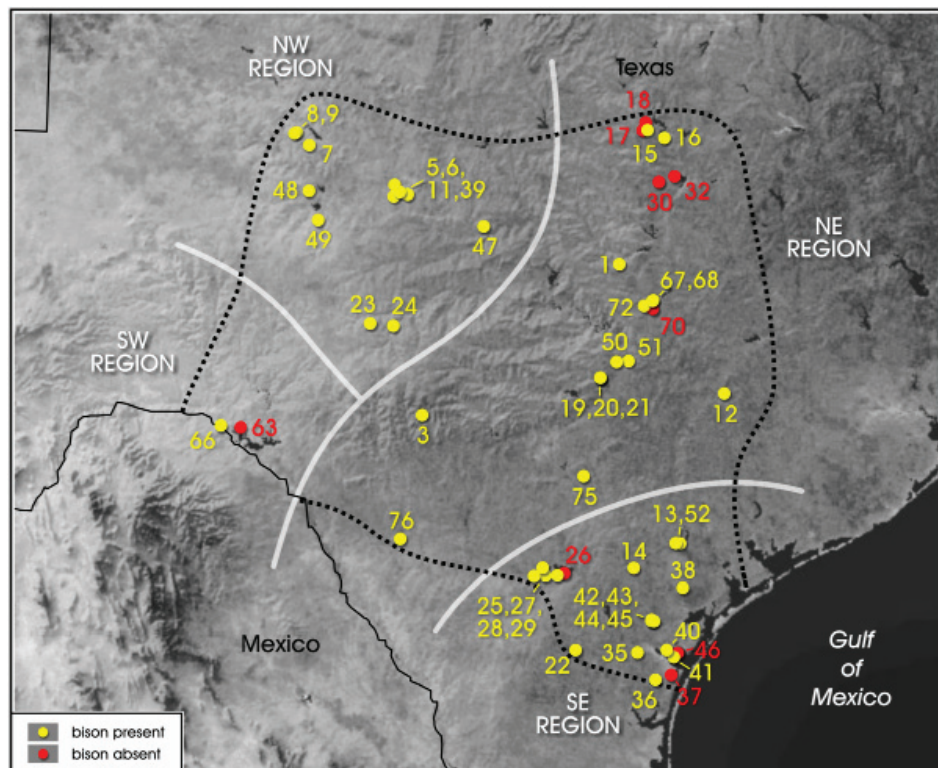 NW
REGION
Texas
18
17
15
16
8,9
7
5,6,
11,39
48
49
47
30
32
NE
REGION
1
67,68
72
70
23
24
SW
REGION
50
51
19,20,21
12
3
66
63
75
76
13,52
26
14
38
25,27,
28,29
42,43,
44,45
40
46
41
22
35
36
37
Mexico
Gulf
of
Mexico
SE
REGION
bison present
bison absent